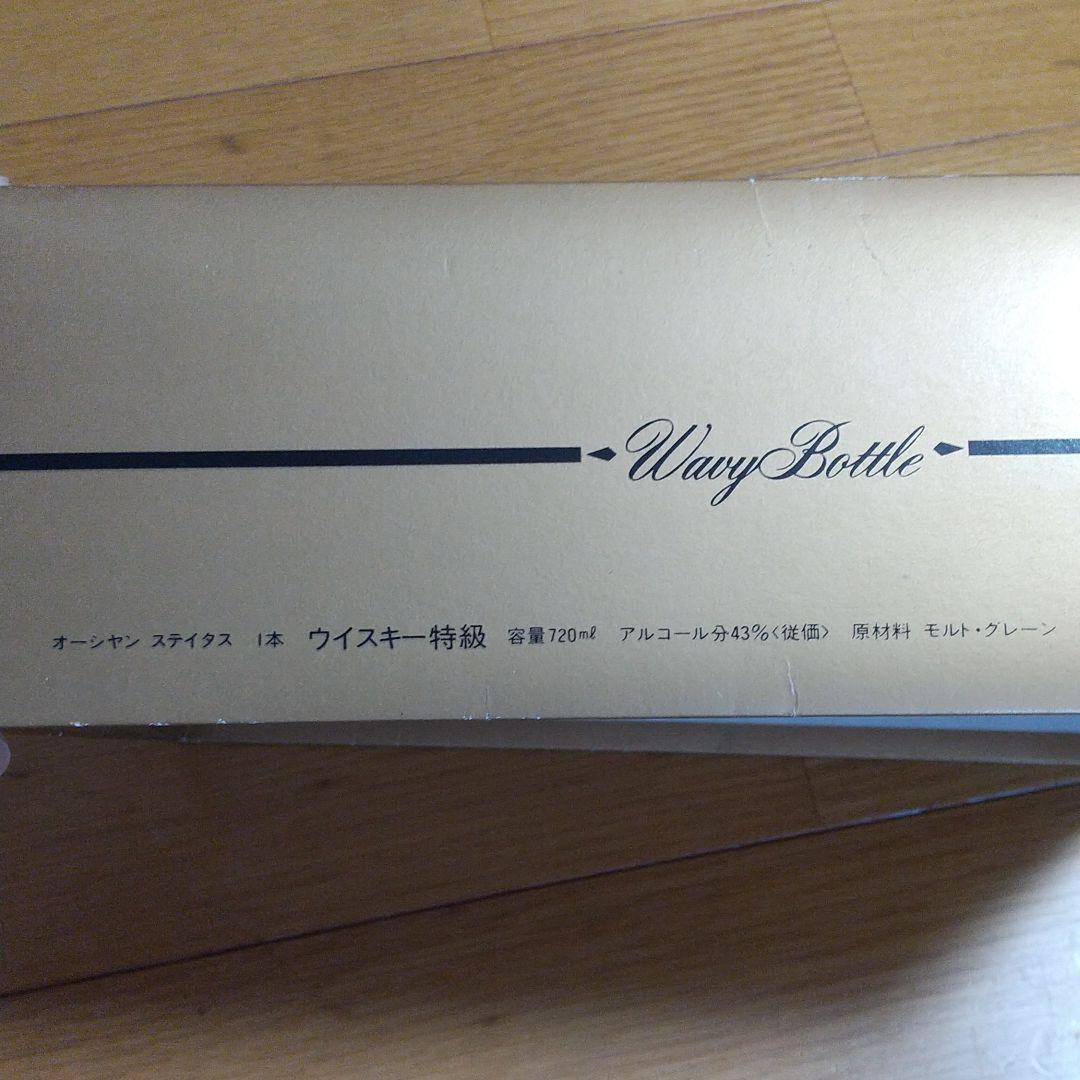 Wavy Bottle
オーシヤン ステイタス 1本 ウイスキー特級 容量720ml アルコール分43%〈従価〉 原材料 モルト・グレーン